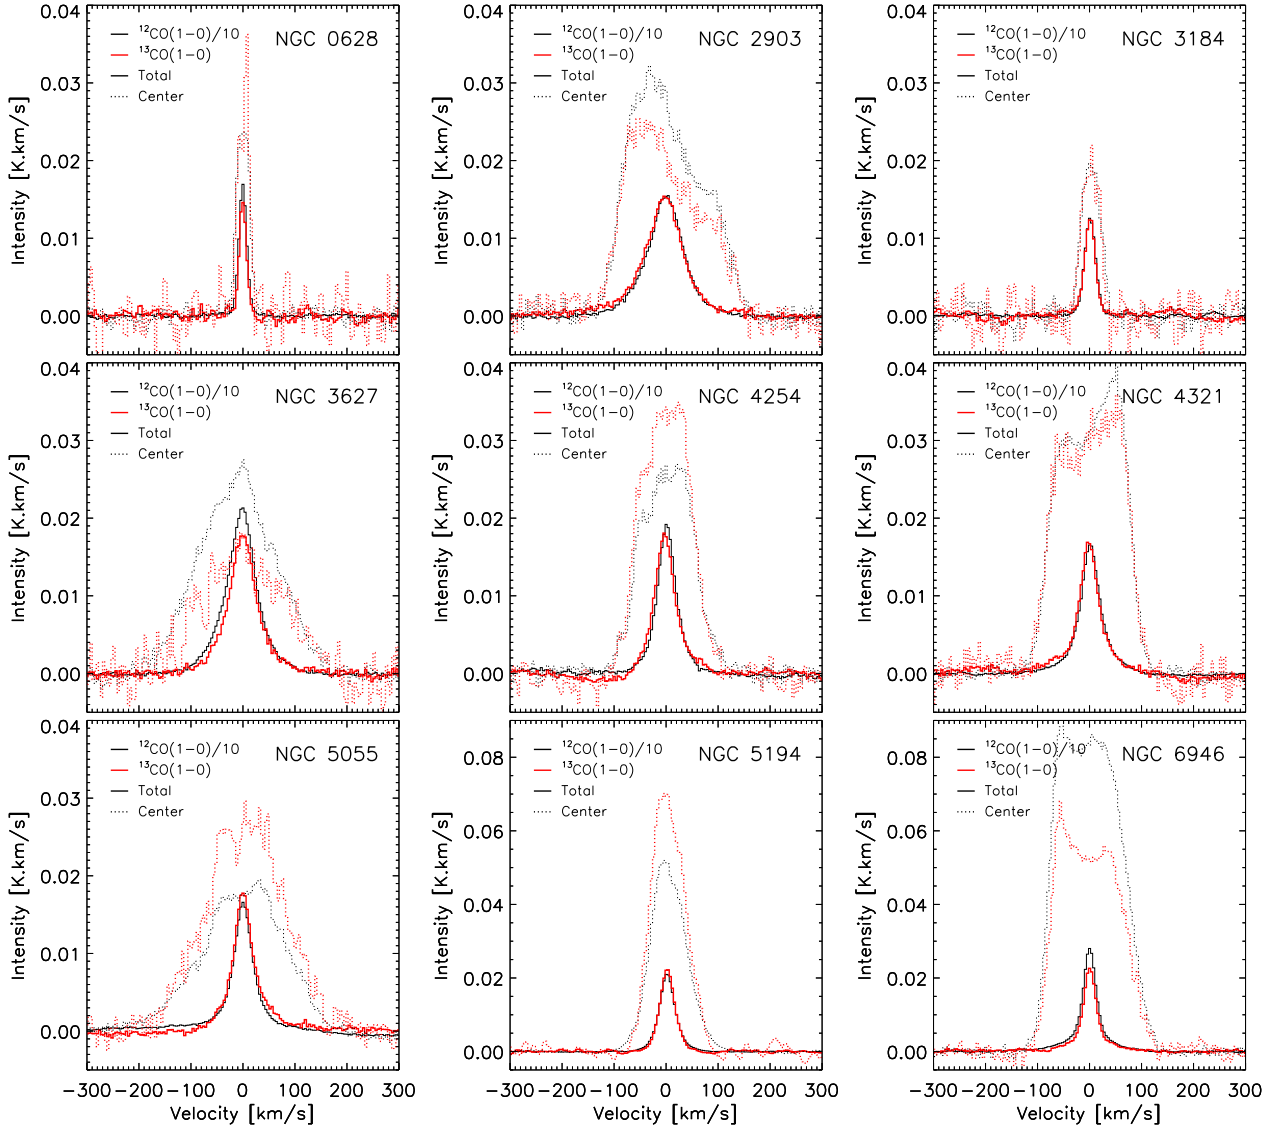 ¹²CO(1-0)/10
¹³CO(1-0)
Total
Center
NGC 0628
0.04
0.03
0.02
0.01
0.00
Intensity [K.km/s]
¹²CO(1-0)/10
¹³CO(1-0)
Total
Center
NGC 2903
0.04
0.03
0.02
0.01
0.00
Intensity [K.km/s]
¹²CO(1-0)/10
¹³CO(1-0)
Total
Center
NGC 3184
0.04
0.03
0.02
0.01
0.00
Intensity [K.km/s]
¹²CO(1-0)/10
¹³CO(1-0)
Total
Center
NGC 3627
0.04
0.03
0.02
0.01
0.00
Intensity [K.km/s]
¹²CO(1-0)/10
¹³CO(1-0)
Total
Center
NGC 4254
0.04
0.03
0.02
0.01
0.00
Intensity [K.km/s]
¹²CO(1-0)/10
¹³CO(1-0)
Total
Center
NGC 4321
0.04
0.03
0.02
0.01
0.00
Intensity [K.km/s]
¹²CO(1-0)/10
¹³CO(1-0)
Total
Center
NGC 5055
0.04
0.03
0.02
0.01
0.00
Intensity [K.km/s]
-300 -200 -100 0 100 200 300
Velocity [km/s]
¹²CO(1-0)/10
¹³CO(1-0)
Total
Center
NGC 5194
0.08
0.06
0.04
0.02
0.00
Intensity [K.km/s]
-300 -200 -100 0 100 200 300
Velocity [km/s]
¹²CO(1-0)/10
¹³CO(1-0)
Total
Center
NGC 6946
0.08
0.06
0.04
0.02
0.00
Intensity [K.km/s]
-300 -200 -100 0 100 200 300
Velocity [km/s]